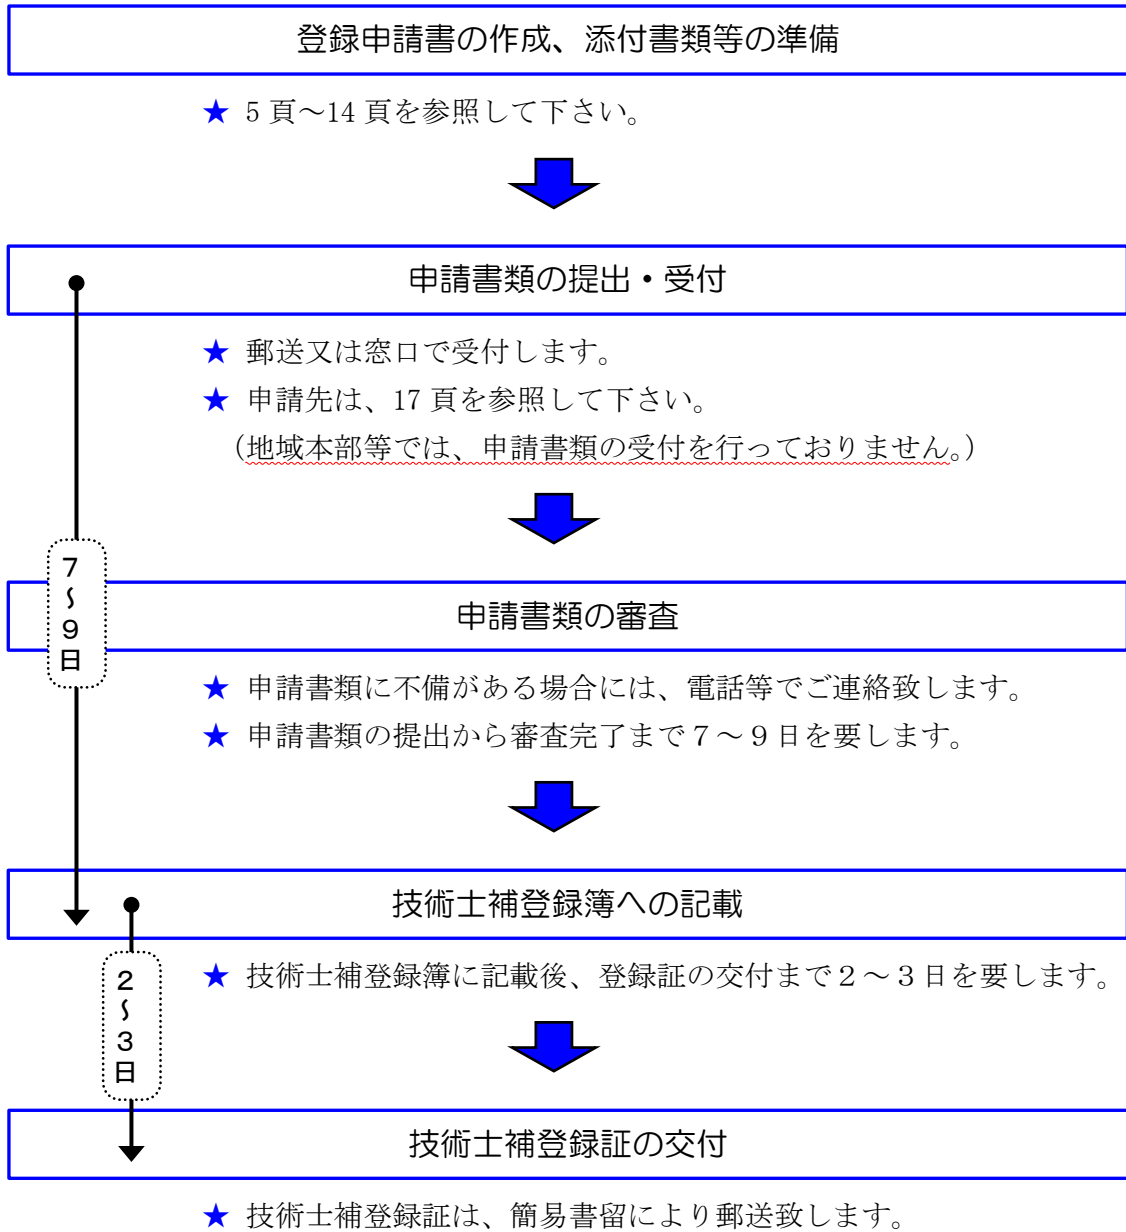 登録申請書の作成、添付書類等の準備
★ 5 頁～14 頁を参照して下さい。
申請書類の提出・受付
★ 郵送又は窓口で受付します。
★ 申請先は、17 頁を参照して下さい。
(地域本部等では、申請書類の受付を行っておりません。)
7～9日
申請書類の審査
★ 申請書類に不備がある場合には、電話等でご連絡致します。
★ 申請書類の提出から審査完了まで７～９日を要します。
技術士補登録簿への記載
★ 技術士補登録簿に記載後、登録証の交付まで２～３日を要します。
2～3日
技術士補登録証の交付
★ 技術士補登録証は、簡易書留により郵送致します。